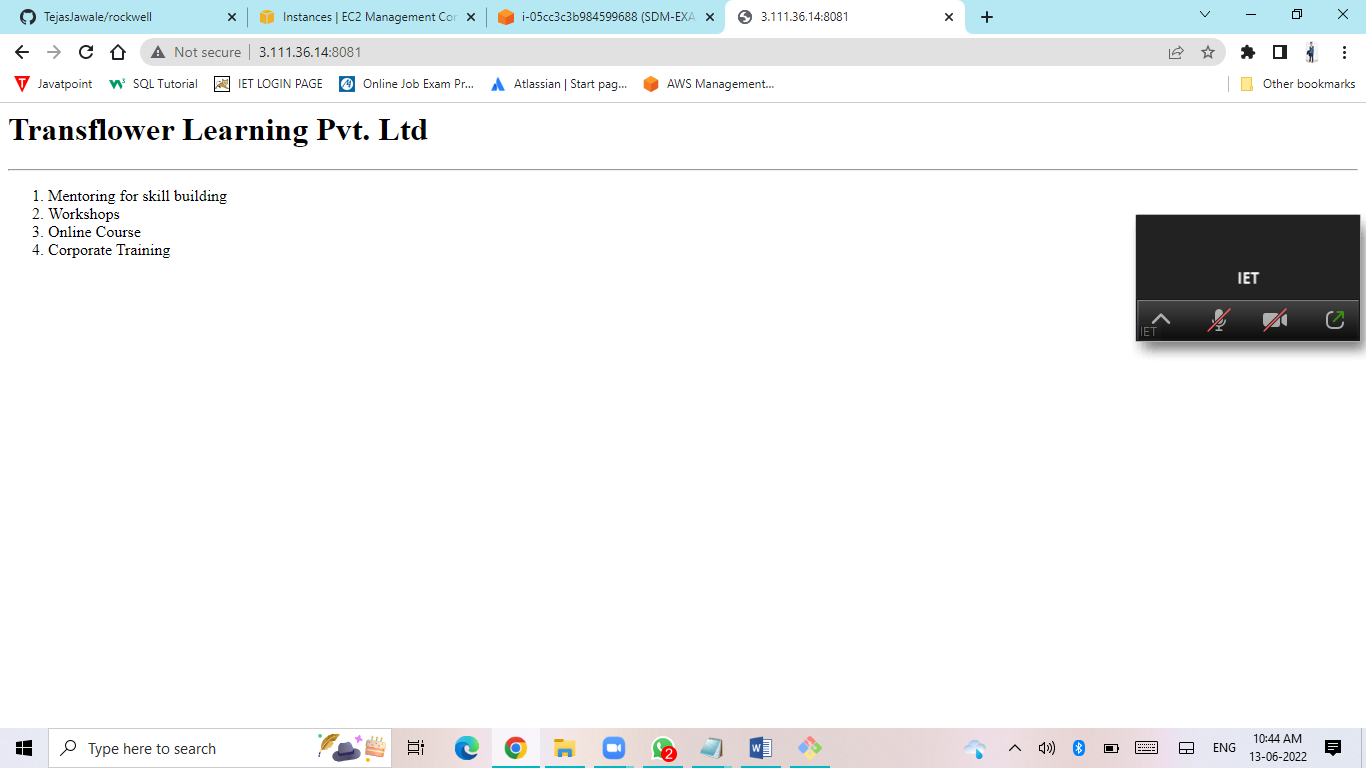 TejasJawale/rockwell
Instances | EC2 Management Cor
i-05cc3c3b984599688 (SDM-EXA
3.111.36.14:8081
Not secure
3.111.36.14:8081
Javatpoint
SQL Tutorial
IET LOGIN PAGE
Online Job Exam Pr...
Atlassian | Start pag...
AWS Management...
Other bookmarks
Transflower Learning Pvt. Ltd
1. Mentoring for skill building
2. Workshops
3. Online Course
4. Corporate Training
IET
IET
Type here to search
2
ENG
10:44 AM
13-06-2022